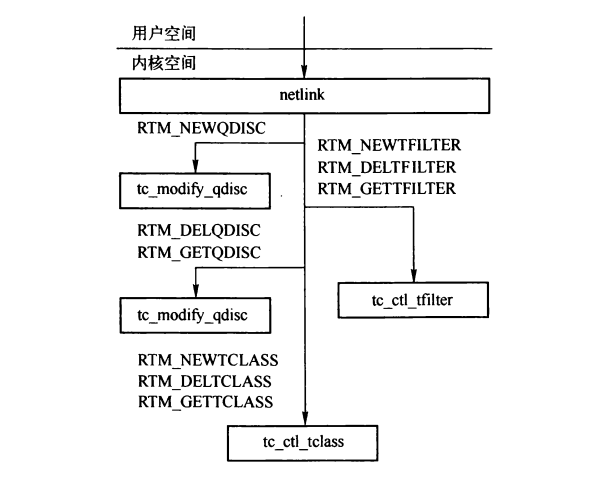 用户空间
内核空间
netlink
RTM_NEWQDISC
RTM_NEWTFILTER
RTM_DELTFILTER
RTM_GETTFILTER
tc_modify_qdisc
RTM_DELQDISC
RTM_GETQDISC
tc_ctl_tfilter
tc_modify_qdisc
RTM_NEWTCLASS
RTM_DELTCLASS
RTM_GETTCLASS
tc_ctl_tclass